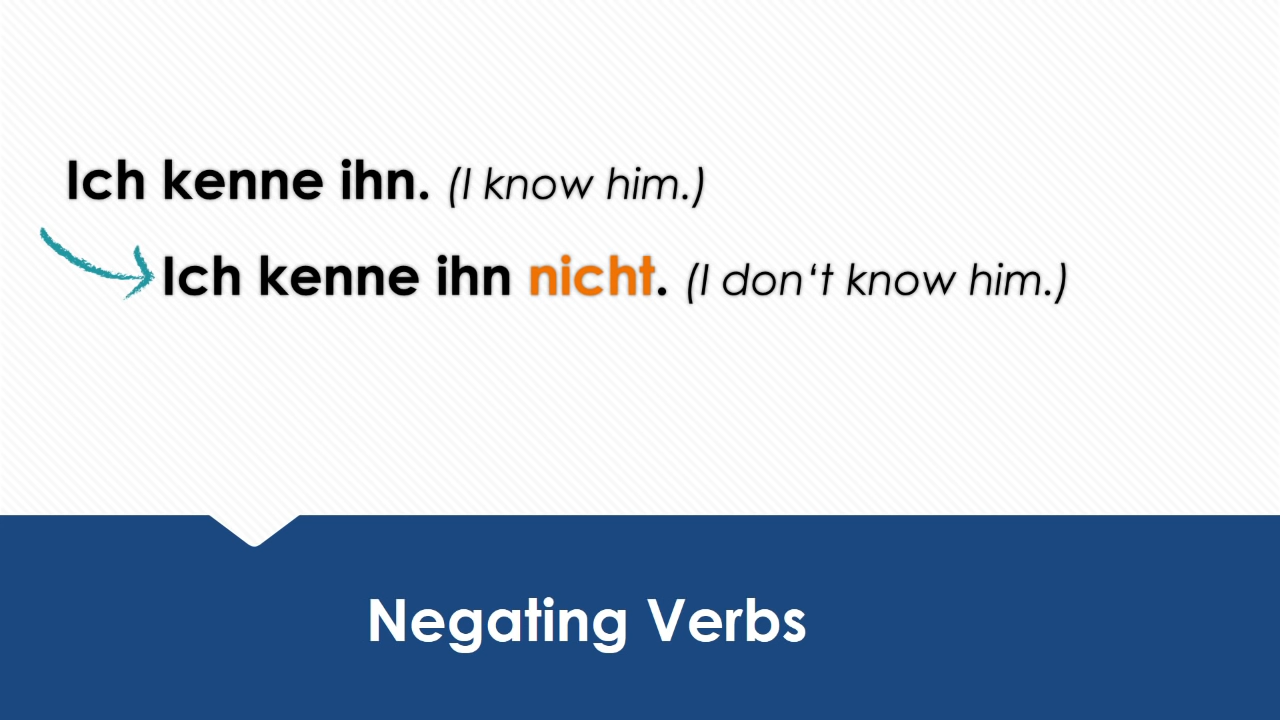 Ich kenne ihn. (I know him.)
Ich kenne ihn nicht. (I don‘t know him.)
Negating Verbs